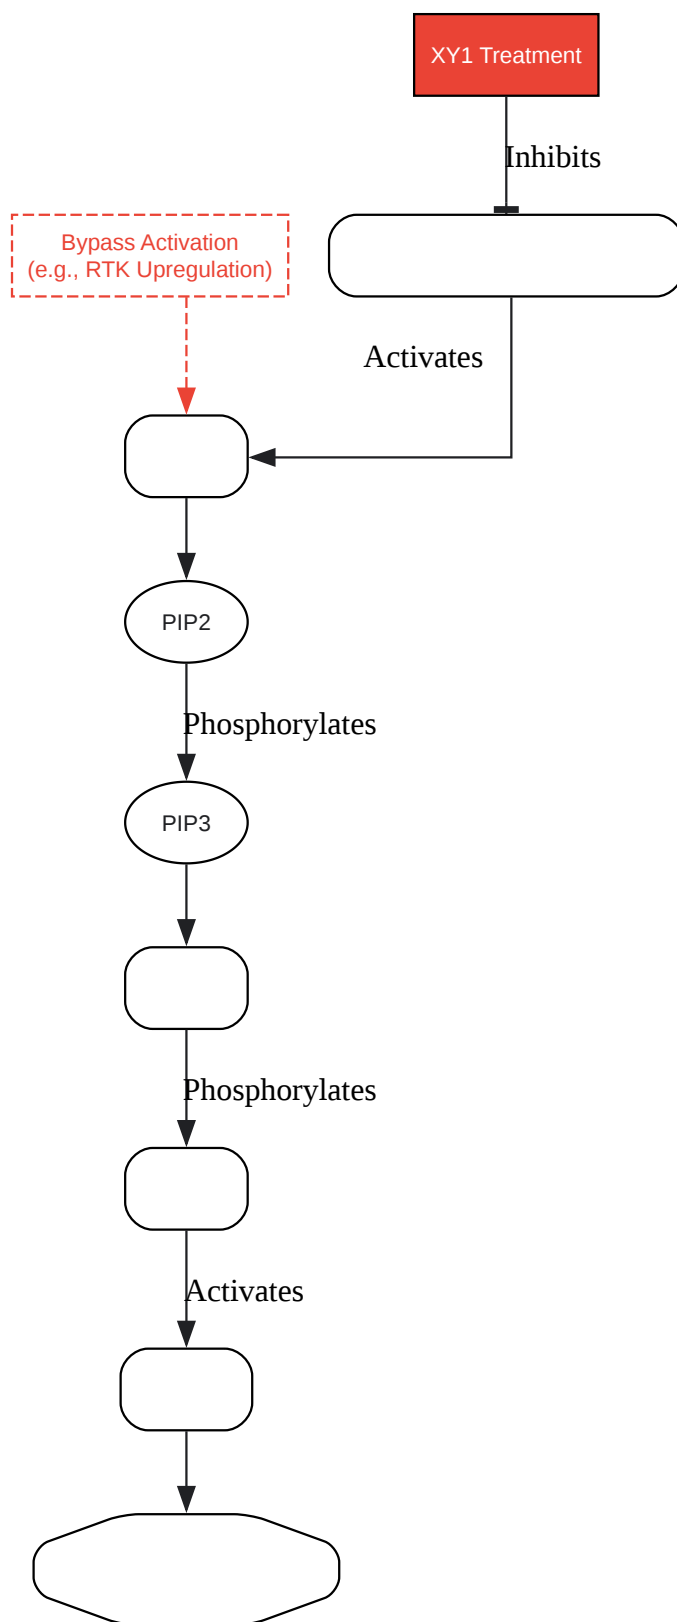 XY1 Treatment
Inhibits
Bypass Activation
(e.g., RTK Upregulation)
Activates
PIP2
Phosphorylates
PIP3
Phosphorylates
Activates